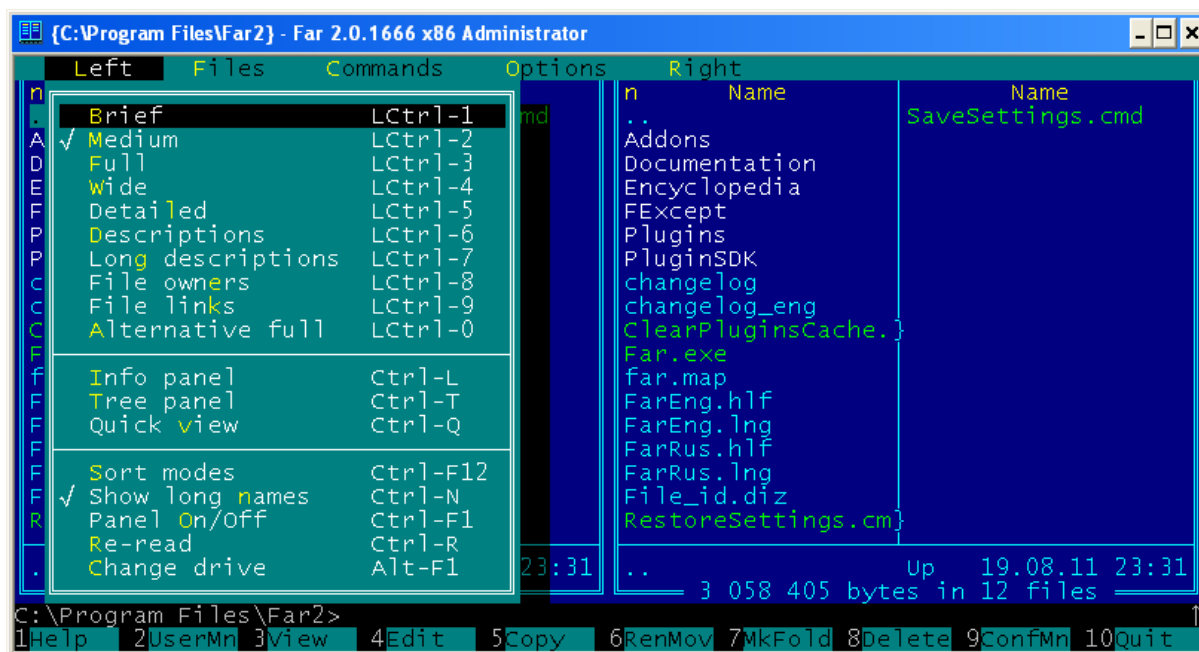 {C:\Program Files\Far2} - Far 2.0.1666 x86 Administrator
Left Files Commands Options Right
n n Name Name
. Brief LCtrl-1 md .. SaveSettings.cmd
A √ Medium LCtrl-2 Addons
D Full LCtrl-3 Documentation
E Wide LCtrl-4 Encyclopedia
F Detailed LCtrl-5 FExcept
P Descriptions LCtrl-6 Plugins
P Long descriptions LCtrl-7 PluginSDK
c File owners LCtrl-8 changelog
c File links LCtrl-9 changelog_eng
C Alternative full LCtrl-0 ClearPluginsCache.}
F Far.exe
f Info panel Ctrl-L far.map
F Tree panel Ctrl-T FarEng.hlf
F Quick view Ctrl-Q FarEng.lng
F FarRus.hlf
F Sort modes Ctrl-F12 FarRus.lng
F √ Show long names Ctrl-N File_id.diz
R Panel On/Off Ctrl-F1 RestoreSettings.cm}
Re-read Ctrl-R
. Change drive Alt-F1 23:31 .. Up 19.08.11 23:31
3 058 405 bytes in 12 files
C:\Program Files\Far2> ↑
1Help 2UserMn 3View 4Edit 5Copy 6RenMov 7MkFold 8Delete 9ConfMn 10Quit